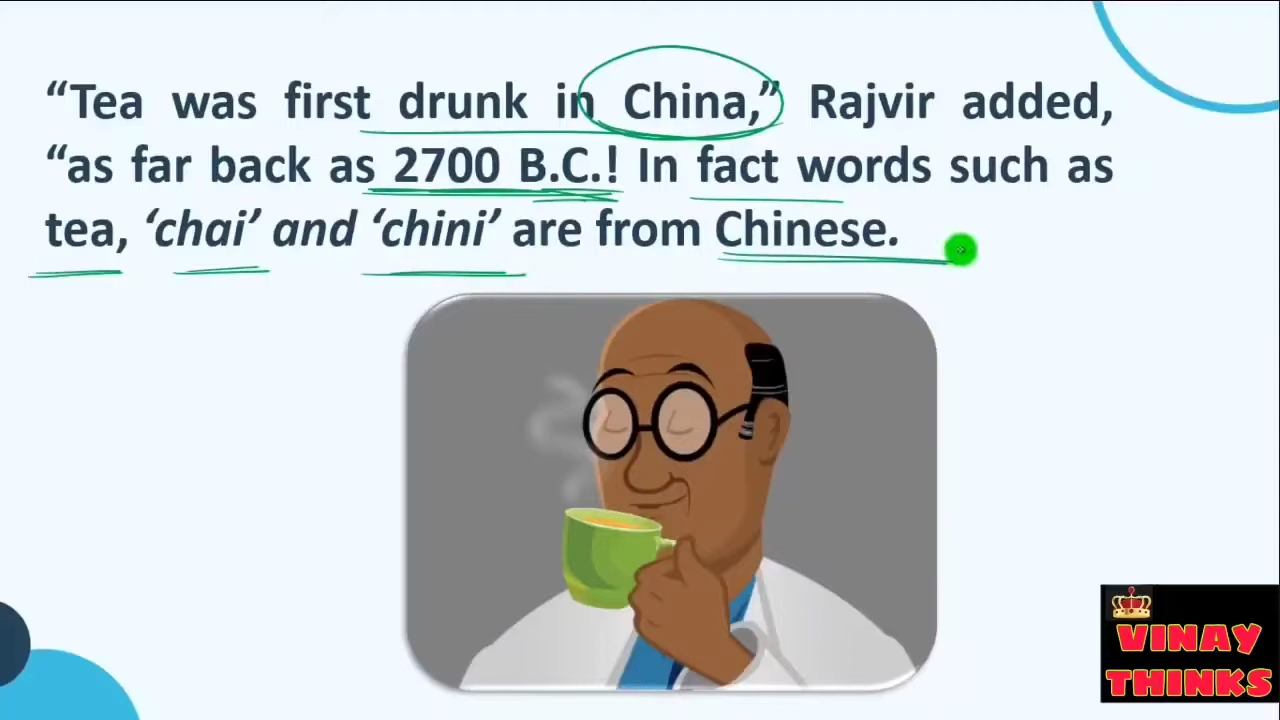 “Tea was first drunk in China,” Rajvir added,
“as far back as 2700 B.C.! In fact words such as
tea, ‘chai’ and ‘chini’ are from Chinese.
VINAY
THINKS